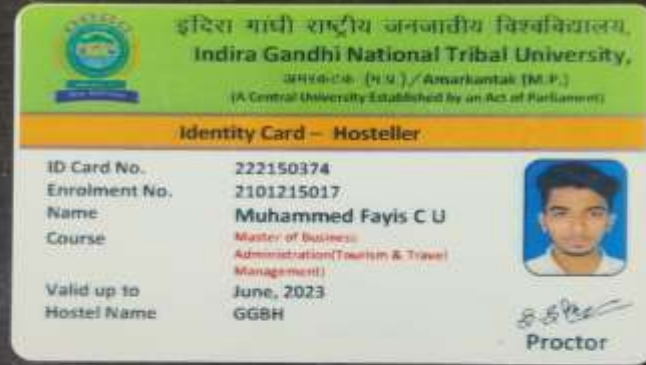 इंदिरा गांधी राष्ट्रीय जनजातीय विश्वविद्यालय,
Indira Gandhi National Tribal University,
अमरकंटक (म.प्र.)/Amarkantak (M.P.)
(A Central University Established by an Act of Parliament)
Identity Card – Hosteller
ID Card No. 222150374
Enrolment No. 2101215017
Name Muhammed Fayis C U
Course Master of Business
Administration(Tourism & Travel
Management)
Valid up to June, 2023
Hostel Name GGBH
Proctor